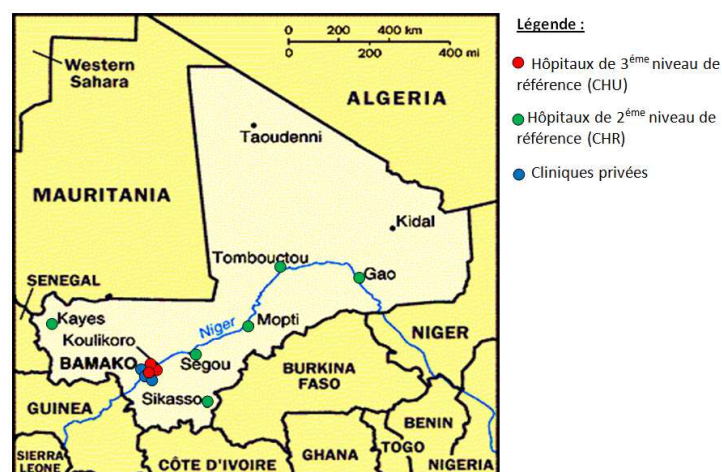 0 200 400 km
0 200 400 mi
Western
Sahara
ALGERIA
Taoudenni
MAURITANIA
Kidal
Tombouctou
Gao
SENEGAL
Kayes
Niger
Mopti
NIGER
Koulikoro
BAMAKO
Ségou
BURKINA
FASO
Sikasso
GUINEA
BENIN
TOGO
SIERRA
LEONE
CÔTE D'IVOIRE
GHANA
NIGERIA
Légende :
Hôpitaux de 3éme niveau de
référence (CHU)
Hôpitaux de 2éme niveau de
référence (CHR)
Cliniques privées